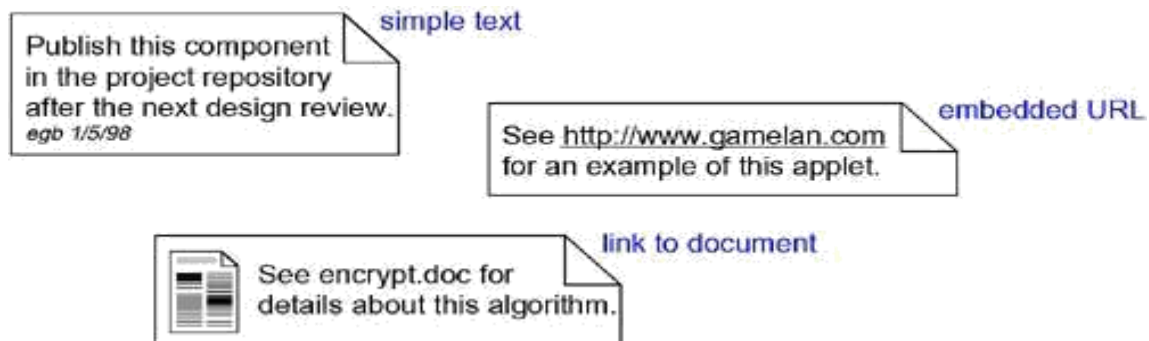 simple text
Publish this component
in the project repository
after the next design review.
egb 1/5/98
embedded URL
See http://www.gamelan.com
for an example of this applet.
link to document
See encrypt.doc for
details about this algorithm.